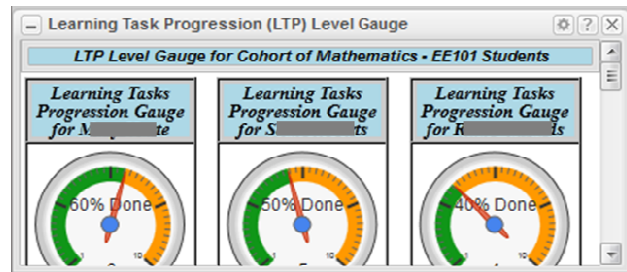 Learning Task Progression (LTP) Level Gauge
LTP Level Gauge for Cohort of Mathematics - EE101 Students
Learning Tasks
Progression Gauge
for
60% Done
Learning Tasks
Progression Gauge
for
50% Done
Learning Tasks
Progression Gauge
for
40% Done